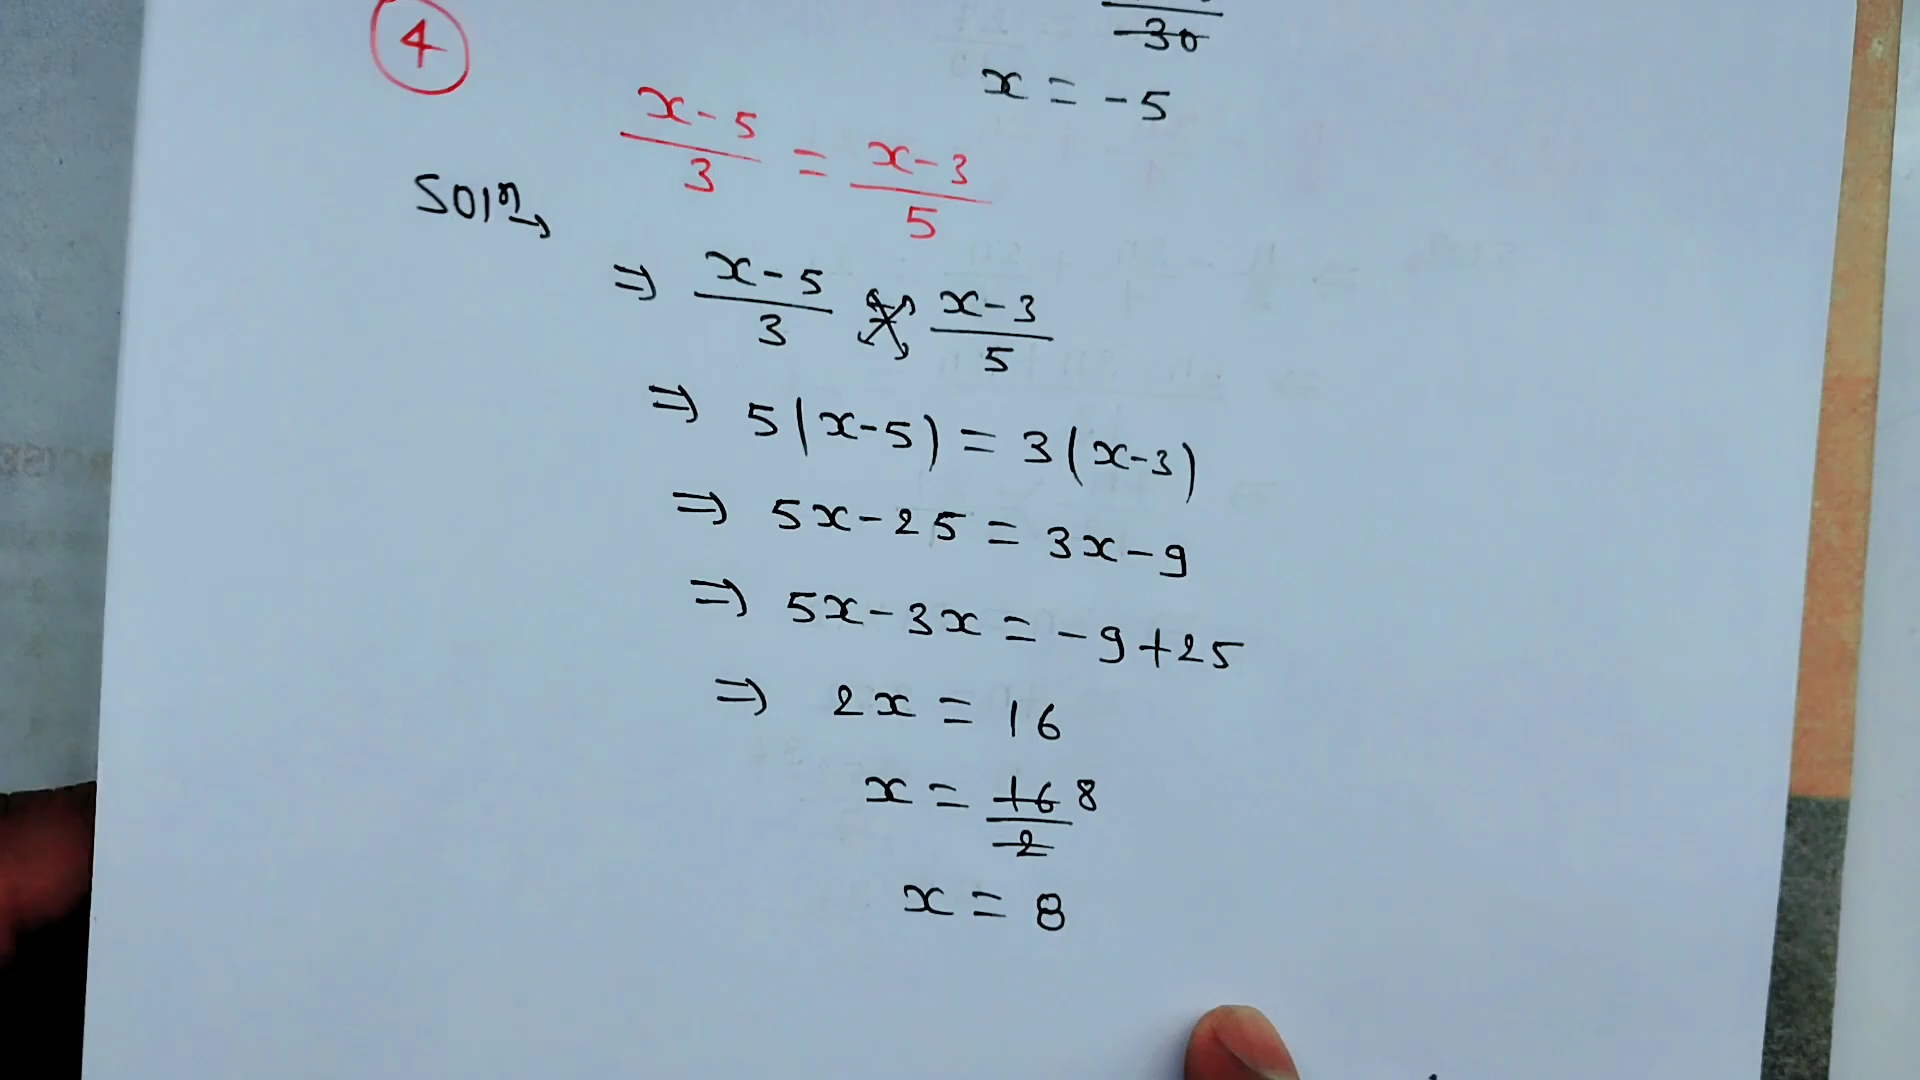 30
x = -5
4
x-5/3 = x-3/5
Soln→
⇒ x-5/3 x-3/5
⇒ 5(x-5) = 3(x-3)
⇒ 5x-25 = 3x-9
⇒ 5x-3x = -9+25
⇒ 2x = 16
x = 16/2 8
x = 8